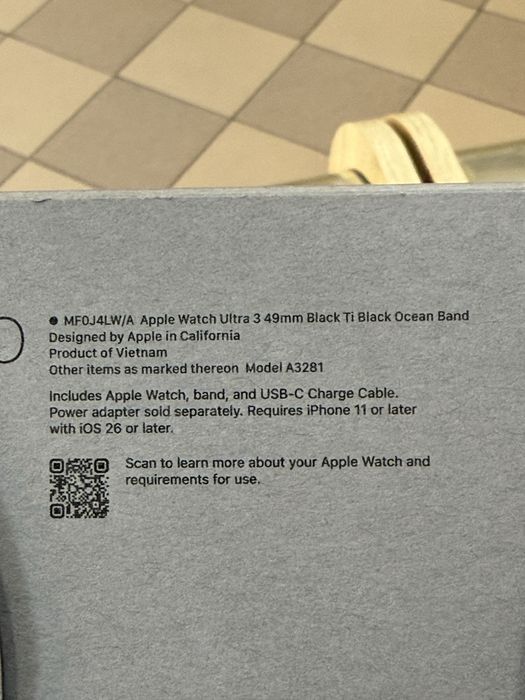 MF0J4LW/A Apple Watch Ultra 3 49mm Black Ti Black Ocean Band
Designed by Apple in California
Product of Vietnam
Other items as marked thereon Model A3281
Includes Apple Watch, band, and USB-C Charge Cable.
Power adapter sold separately. Requires iPhone 11 or later
with iOS 26 or later.
Scan to learn more about your Apple Watch and
requirements for use.